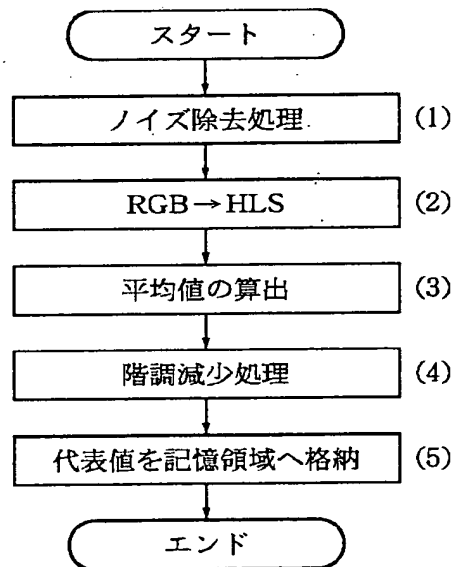 スタート
ノイズ除去処理 (1)
RGB→HLS (2)
平均値の算出 (3)
階調減少処理 (4)
代表値を記憶領域へ格納 (5)
エンド